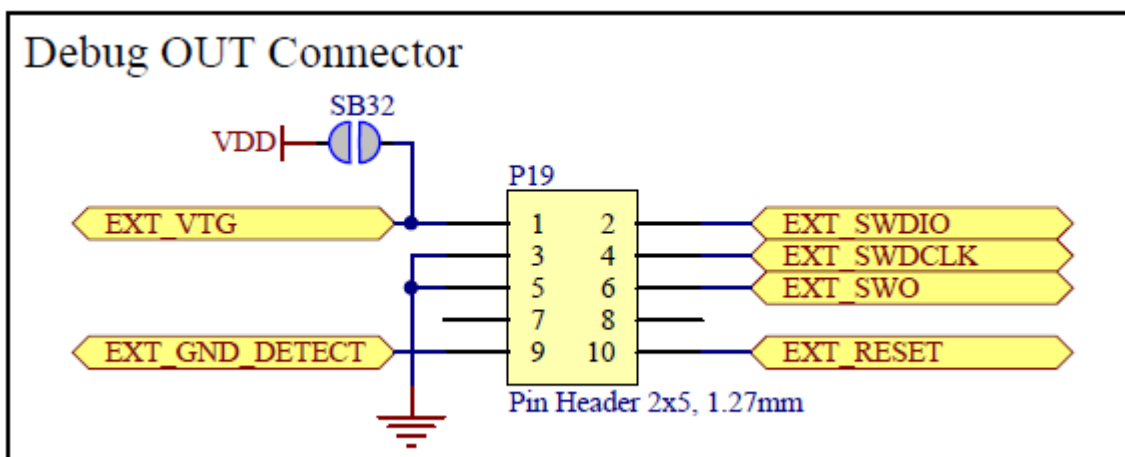 Debug OUT Connector
SB32
VDD
P19
EXT_VTG 1 2 EXT_SWDIO
3 4 EXT_SWDCLK
5 6 EXT_SWO
7 8
EXT_GND_DETECT 9 10 EXT_RESET
Pin Header 2x5, 1.27mm